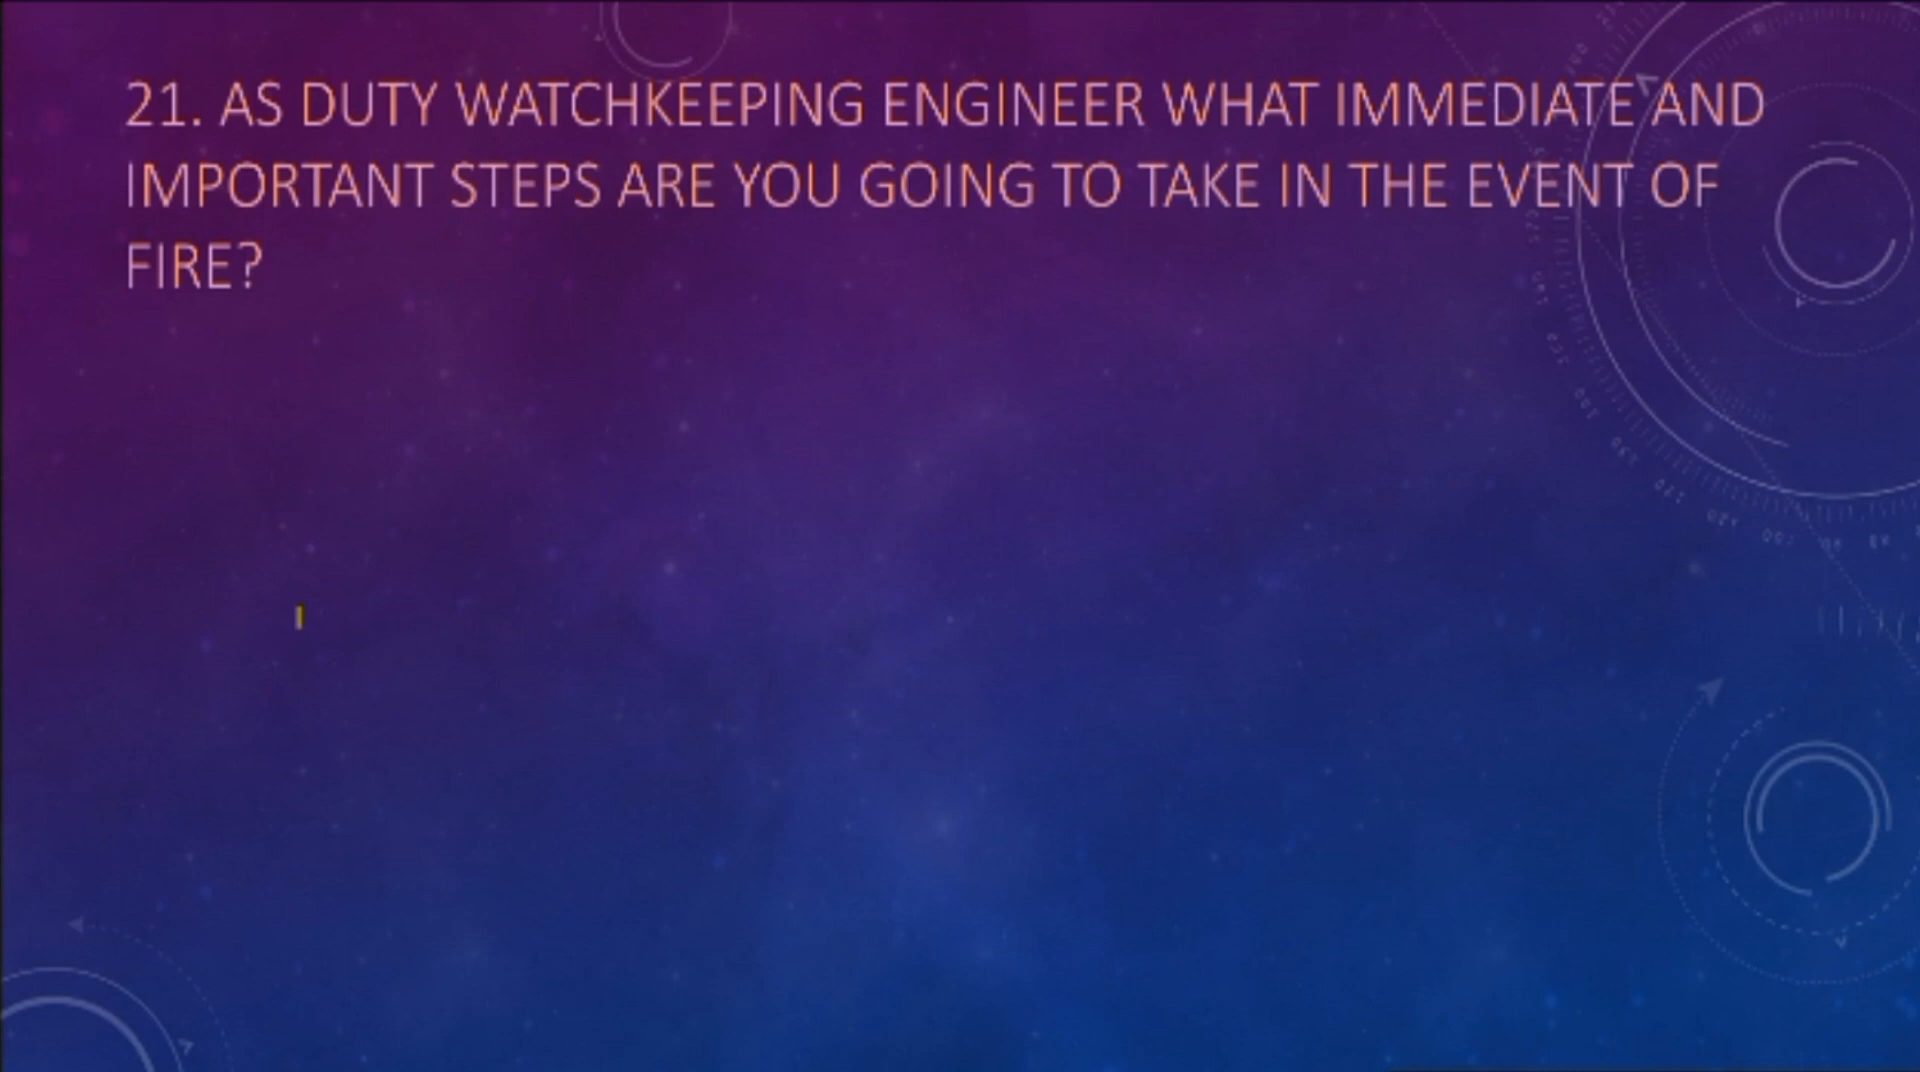 21. AS DUTY WATCHKEEPING ENGINEER WHAT IMMEDIATE AND
IMPORTANT STEPS ARE YOU GOING TO TAKE IN THE EVENT OF
FIRE?